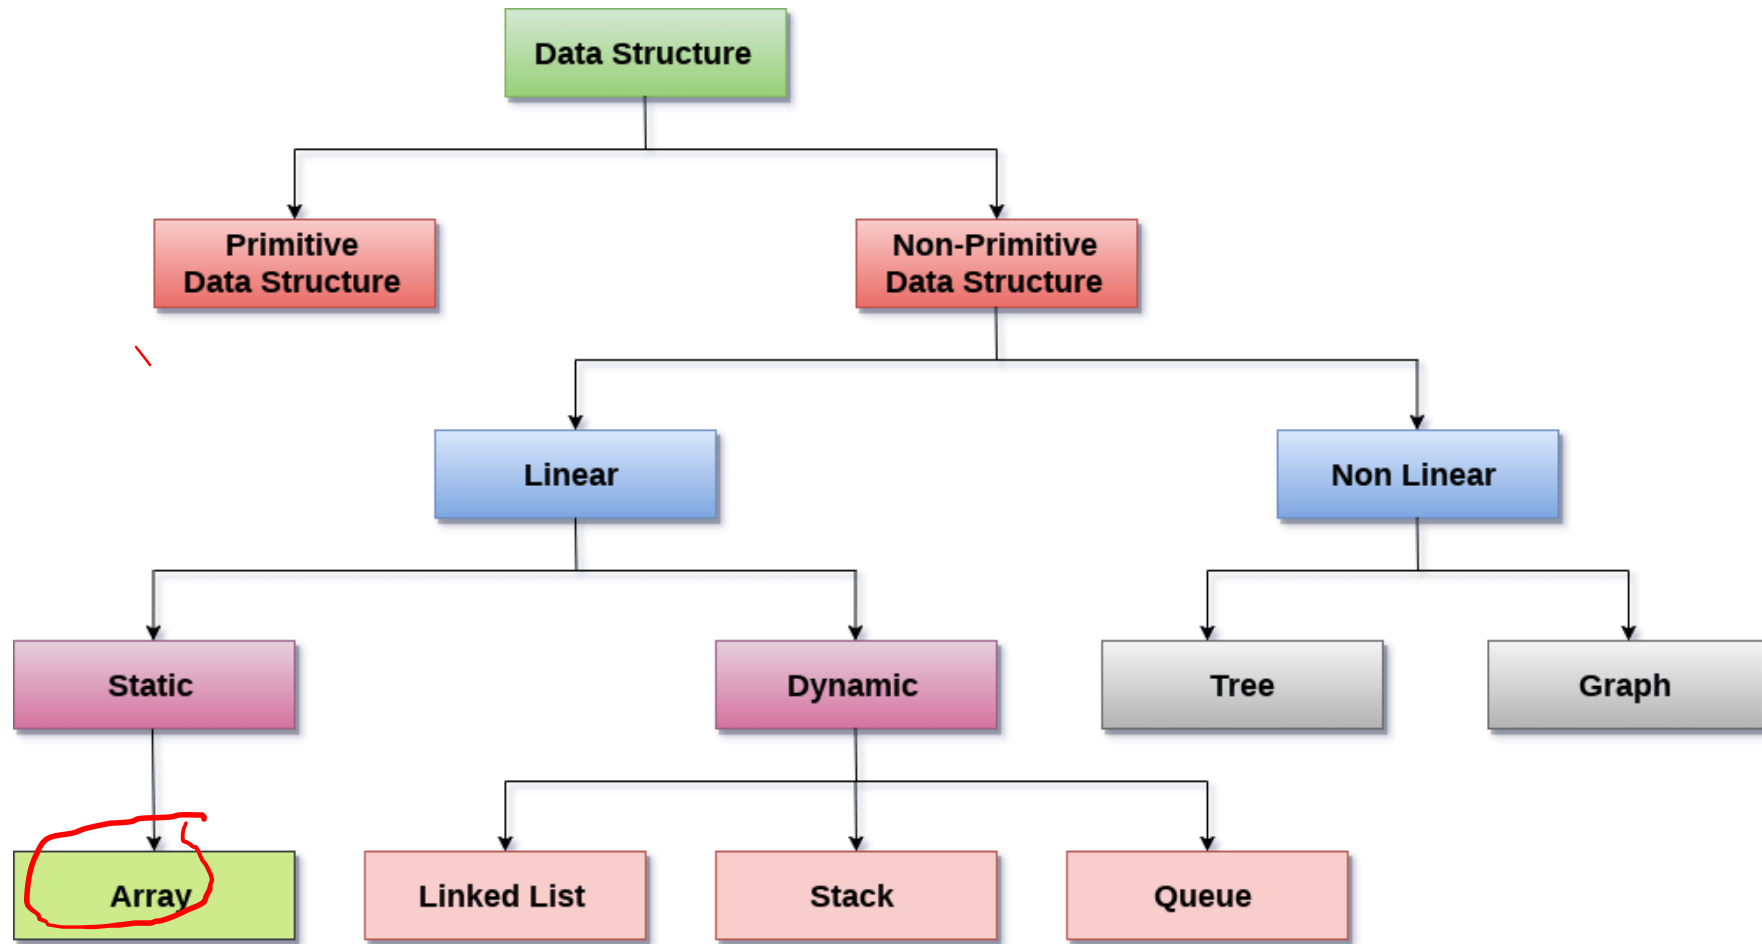 Data Structure
Primitive
Data Structure
Non-Primitive
Data Structure
Linear
Non Linear
Static
Dynamic
Tree
Graph
Array
Linked List
Stack
Queue